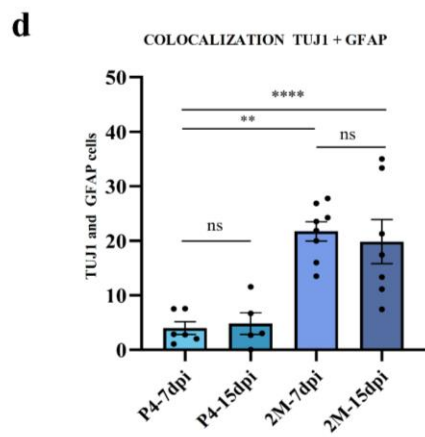 d
COLOCALIZATION TUJ1 + GFAP
TUJ1 and GFAP cells
50
40
30
20
10
0
****
**
ns
ns
P4-7dpi
P4-15dpi
2M-7dpi
2M-15dpi